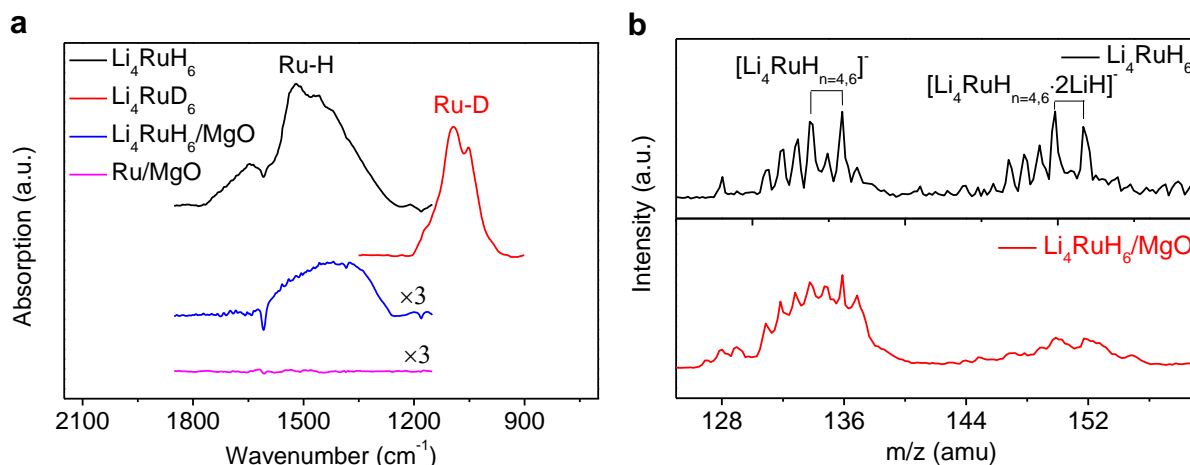 a
Li₄RuH₆
Li₄RuD₆
Li₄RuH₆/MgO
Ru/MgO
Ru-H
Ru-D
×3
×3
Absorption (a.u.)
2100 1800 1500 1200 900
Wavenumber (cm⁻¹)
b
Li₄RuH₆
[Li₄RuHₙ₌₄,₆]⁻
[Li₄RuHₙ₌₄,₆·2LiH]⁻
Li₄RuH₆/MgO
Intensity (a.u.)
128 136 144 152
m/z (amu)